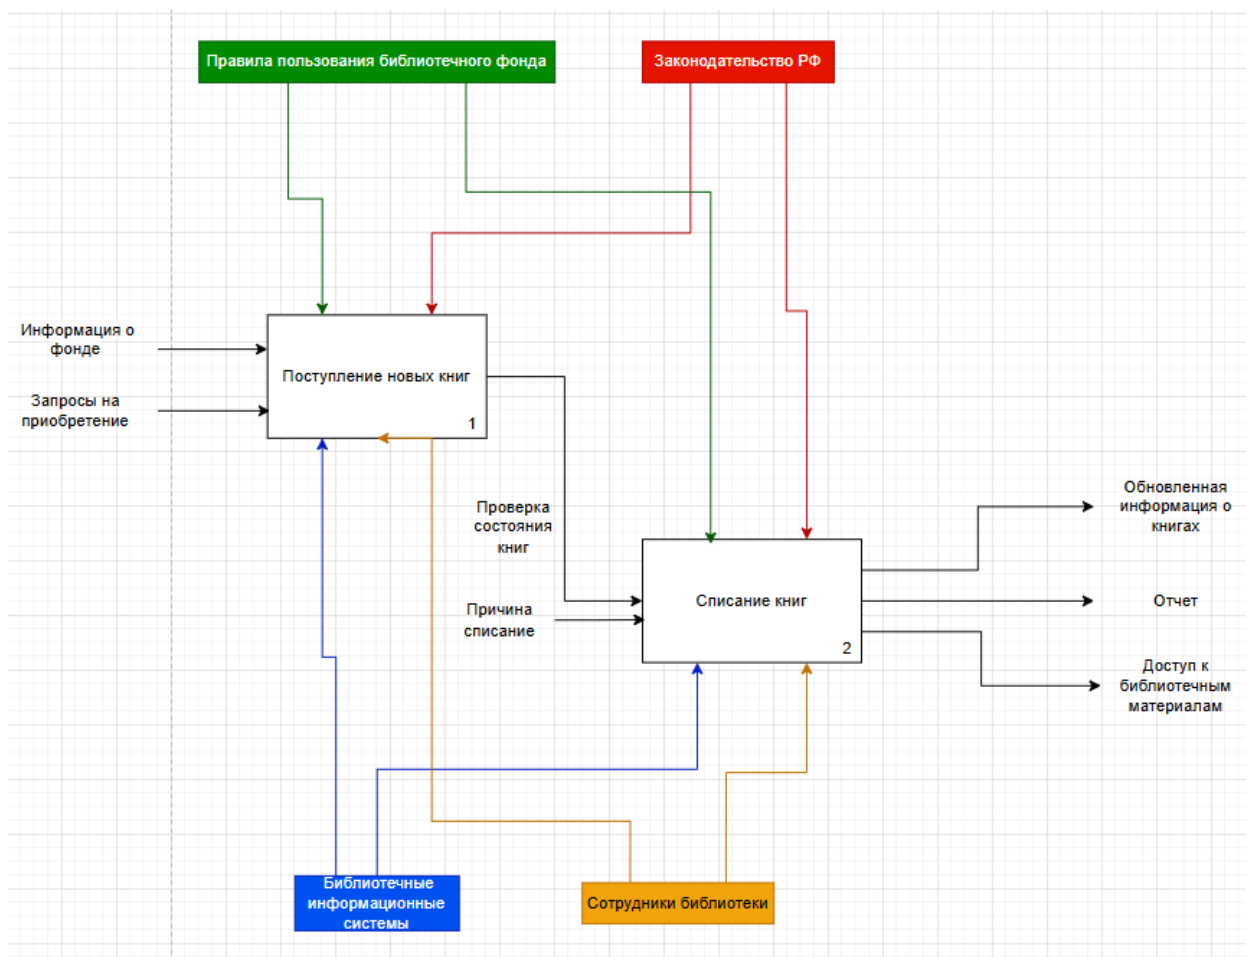 Правила пользования библиотечного фонда
Законодательство РФ
Информация о
фонде
Запросы на
приобретение
Поступление новых книг
1
Проверка
состояния
книг
Причина
списание
Списание книг
2
Обновленная
информация о
книгах
Отчет
Доступ к
библиотечным
материалам
Библиотечные
информационные
системы
Сотрудники библиотеки